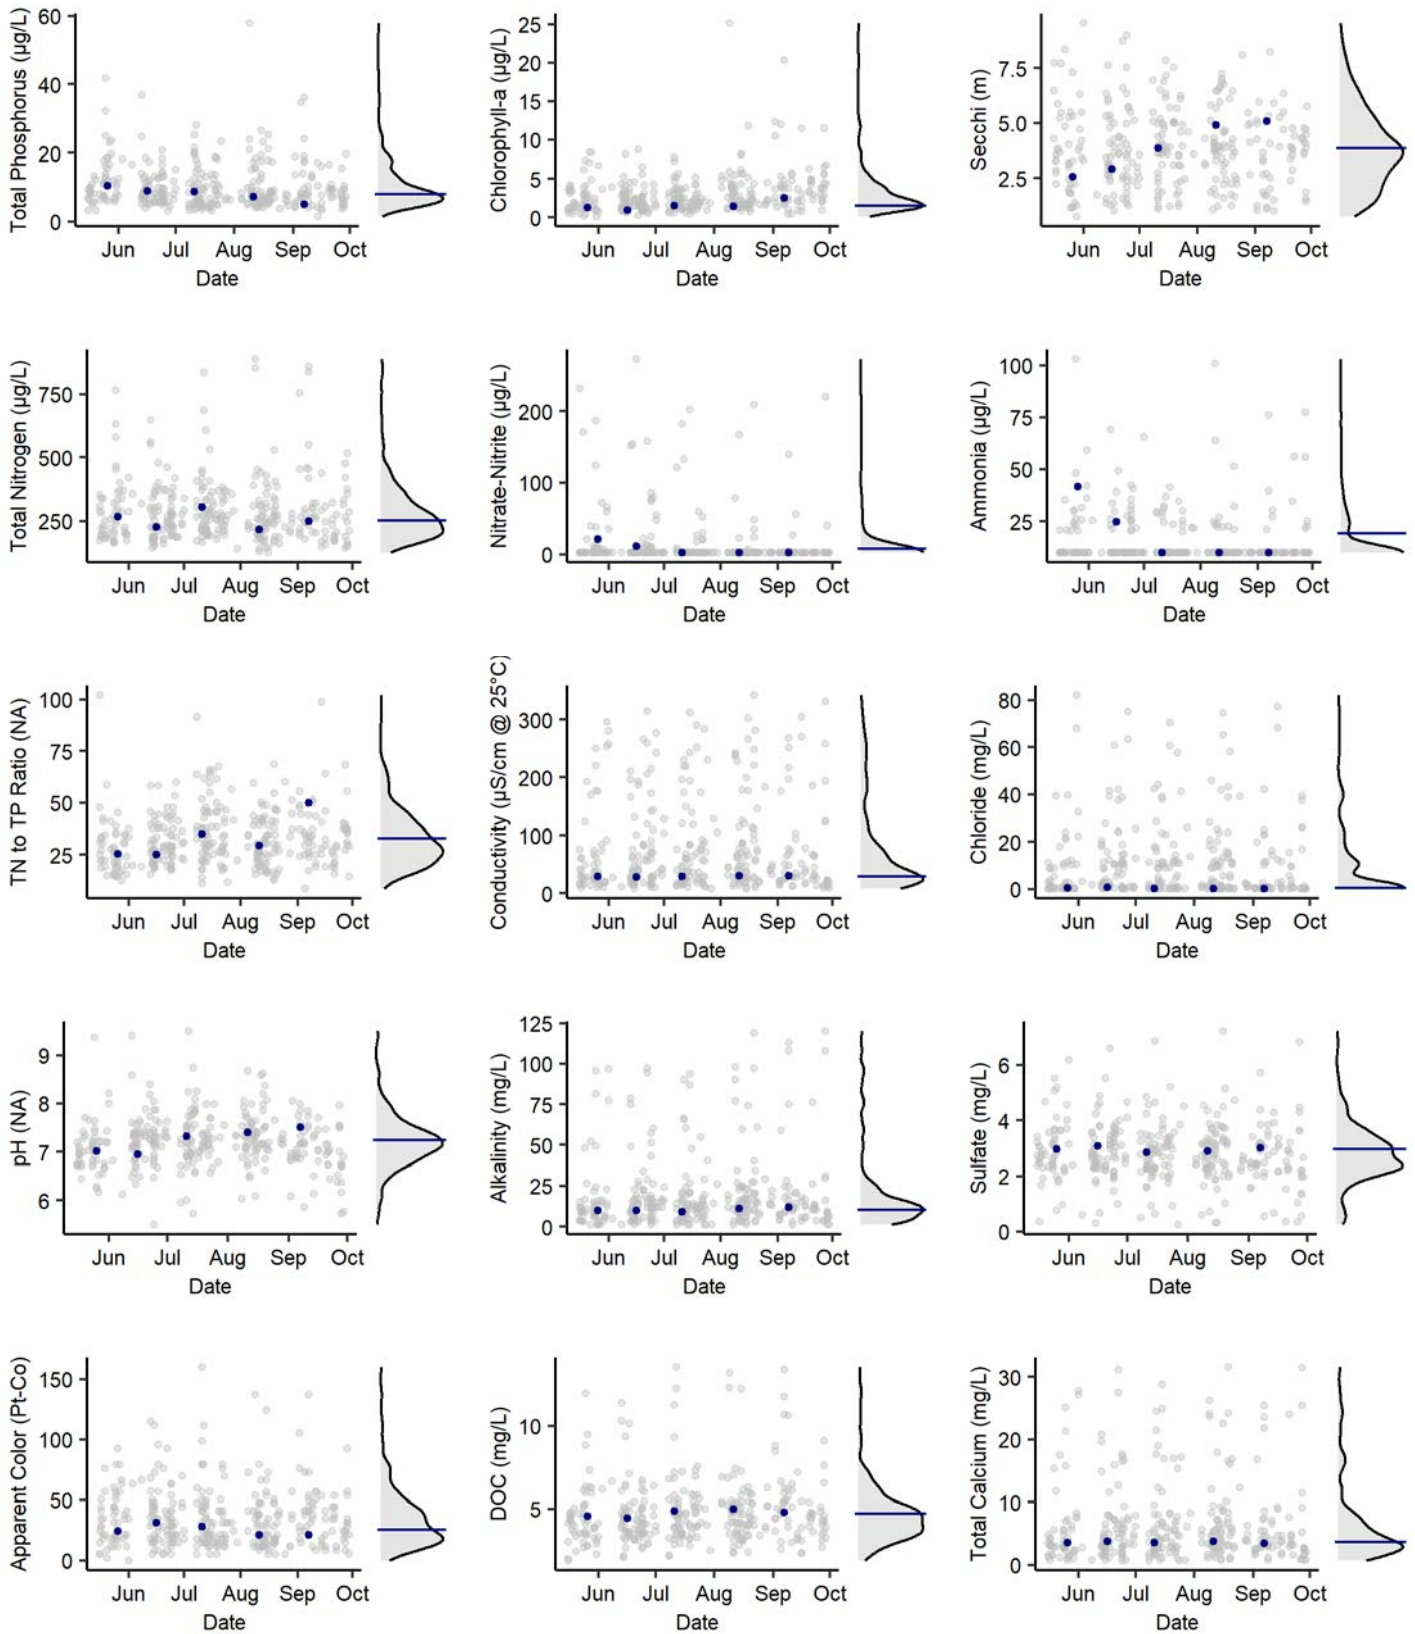 Total Phosphorus (µg/L)
60
40
20
0
Jun Jul Aug Sep Oct
Date
Chlorophyll-a (µg/L)
25
20
15
10
5
0
Jun Jul Aug Sep Oct
Date
Secchi (m)
7.5
5.0
2.5
Jun Jul Aug Sep Oct
Date
Total Nitrogen (µg/L)
750
500
250
Jun Jul Aug Sep Oct
Date
Nitrate-Nitrite (µg/L)
200
100
0
Jun Jul Aug Sep Oct
Date
Ammonia (µg/L)
100
75
50
25
Jun Jul Aug Sep Oct
Date
TN to TP Ratio (NA)
100
75
50
25
Jun Jul Aug Sep Oct
Date
Conductivity (µS/cm @ 25°C)
300
200
100
0
Jun Jul Aug Sep Oct
Date
Chloride (mg/L)
80
60
40
20
0
Jun Jul Aug Sep Oct
Date
pH (NA)
9
8
7
6
Jun Jul Aug Sep Oct
Date
Alkalinity (mg/L)
125
100
75
50
25
0
Jun Jul Aug Sep Oct
Date
Sulfate (mg/L)
6
4
2
0
Jun Jul Aug Sep Oct
Date
Apparent Color (Pt-Co)
150
100
50
0
Jun Jul Aug Sep Oct
Date
DOC (mg/L)
10
5
Jun Jul Aug Sep Oct
Date
Total Calcium (mg/L)
30
20
10
0
Jun Jul Aug Sep Oct
Date